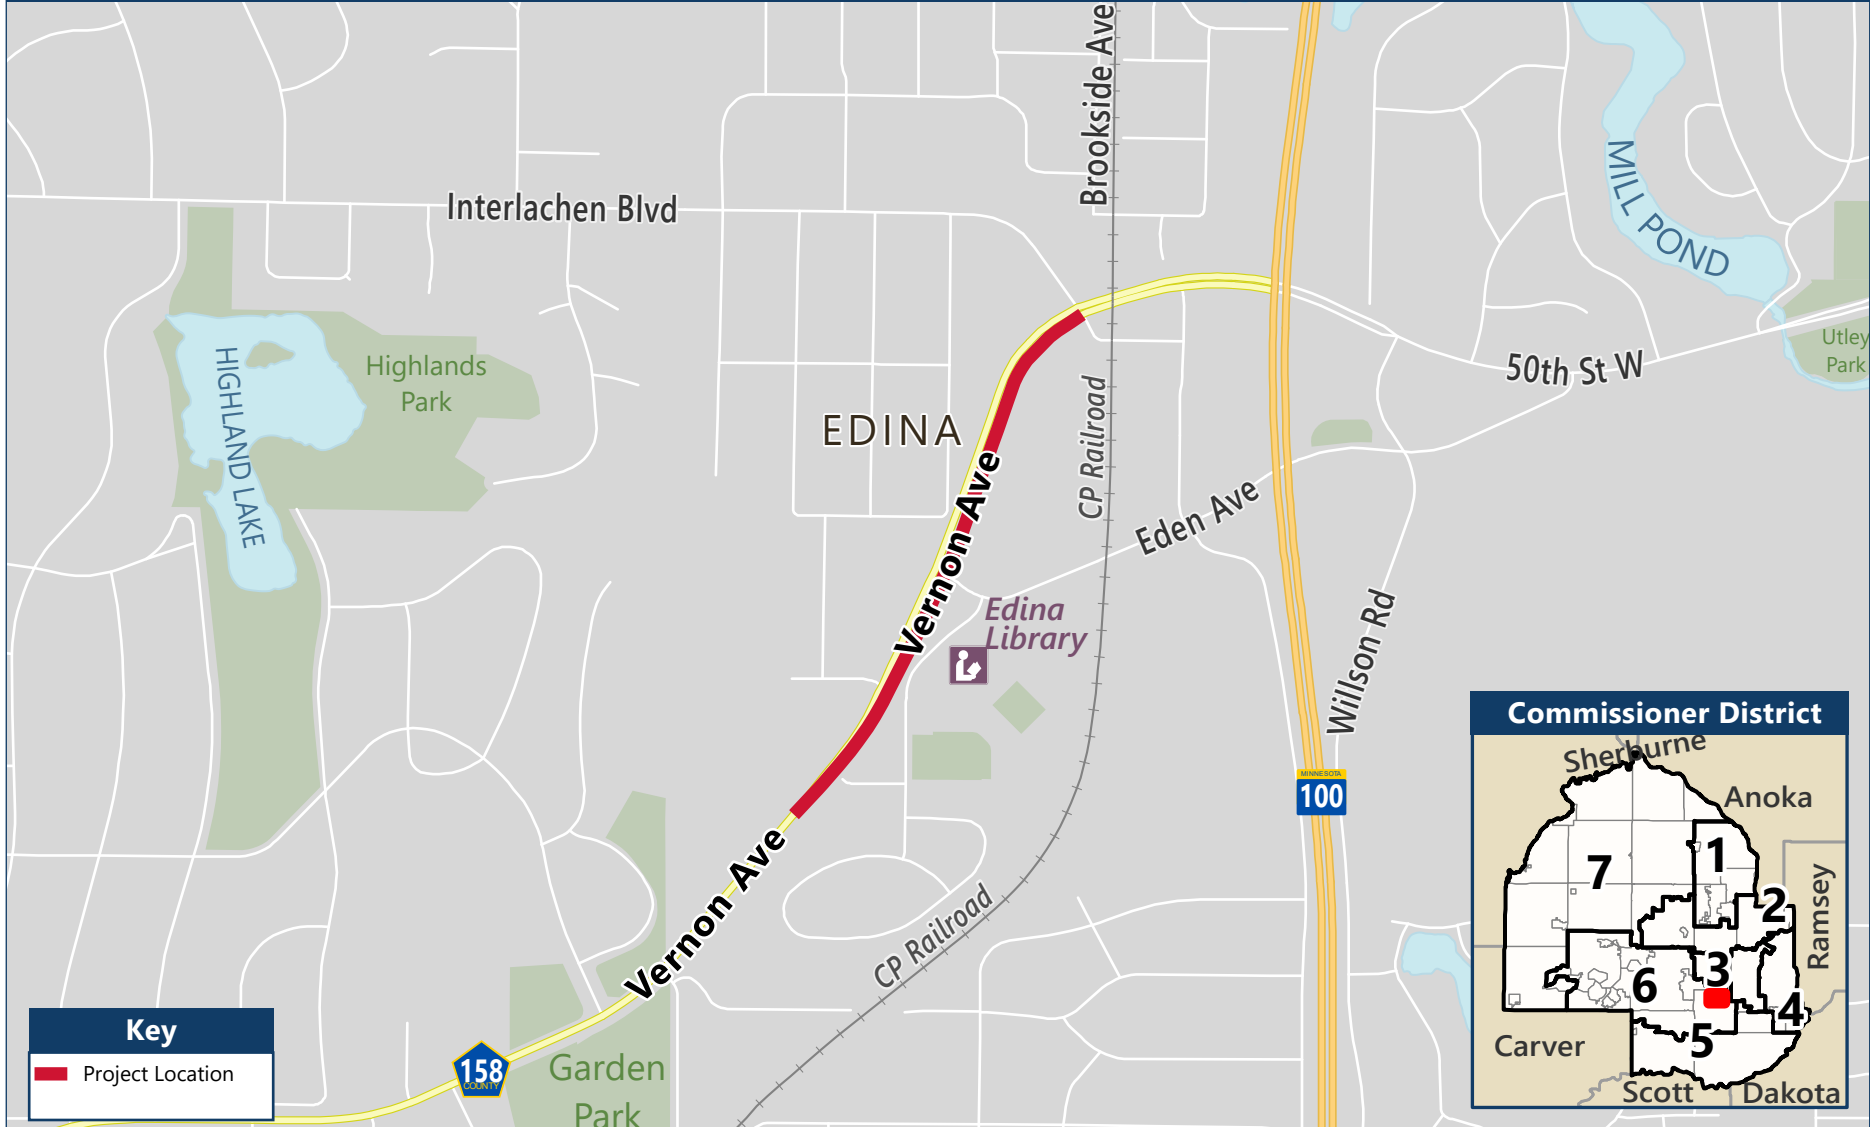 Brookside Ave
MILL POND
Interlachen Blvd
Highlands
Park
HIGHLAND LAKE
Utley
Park
50th St W
EDINA
CP Railroad
Vernon Ave
Eden Ave
Edina
Library
Willson Rd
MINNESOTA
100
Vernon Ave
CP Railroad
158
COUNTY
Garden
Park
Key
Project Location
Commissioner District
Sherburne
Anoka
Ramsey
Carver
Scott
Dakota
1
2
3
4
5
6
7